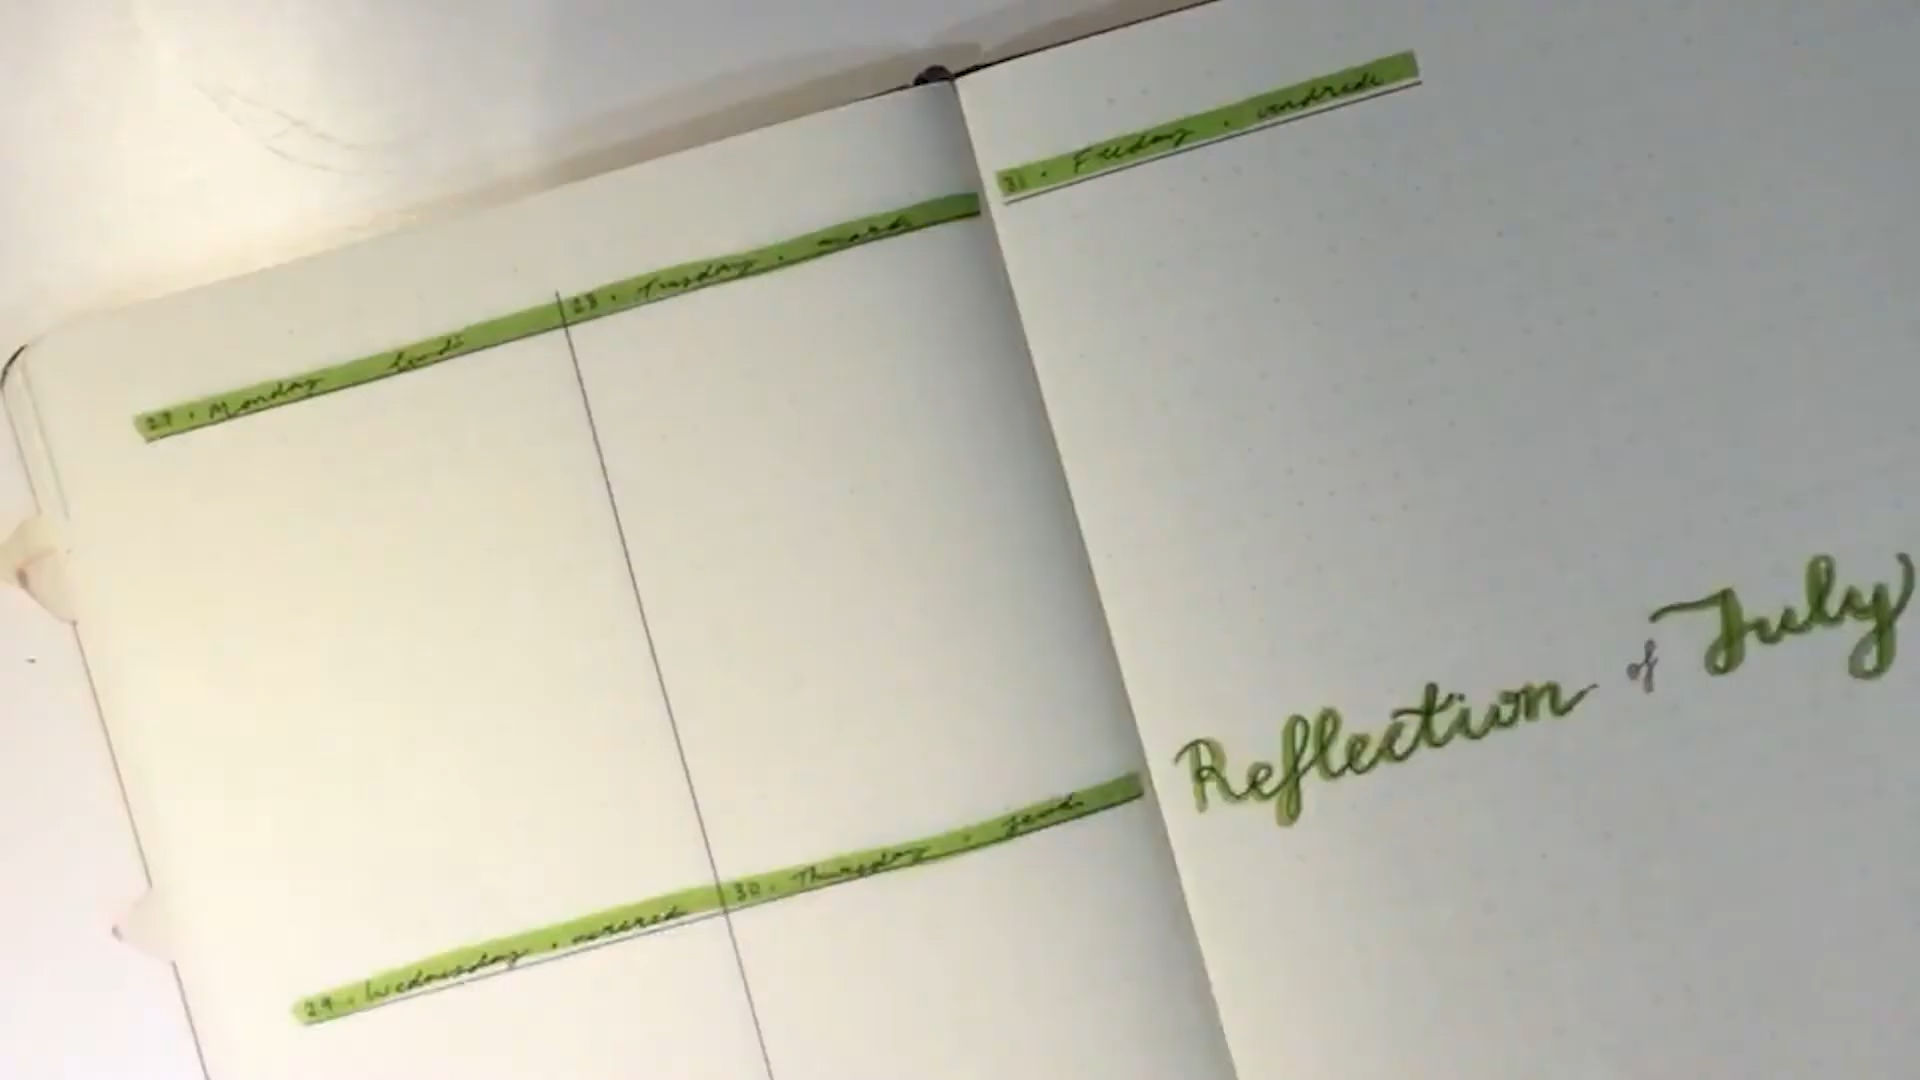 27 · Monday lundi
28 · Tuesday · mardi
29 · Wednesday · mercredi
30 · Thursday · jeudi
31 · Friday · vendredi
Reflection of July